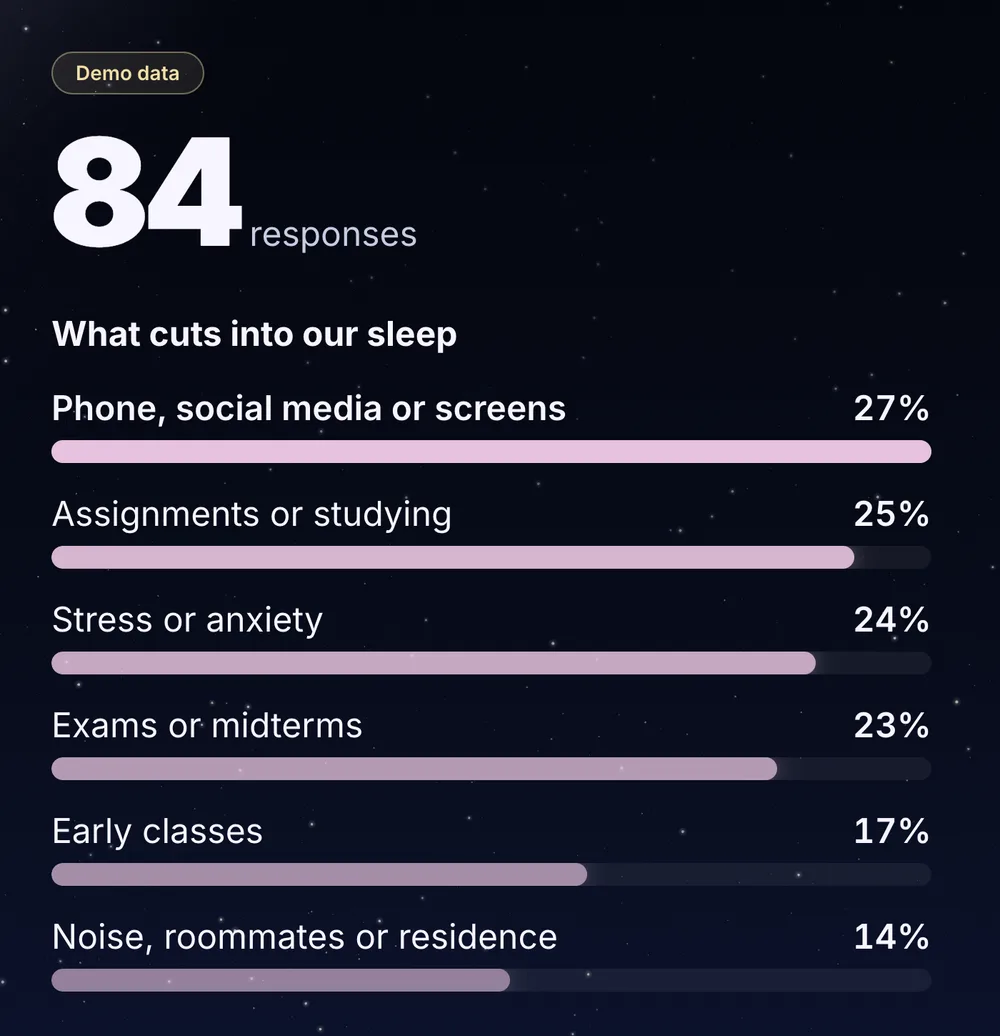 Demo data
84 responses
What cuts into our sleep
Phone, social media or screens 27%
Assignments or studying 25%
Stress or anxiety 24%
Exams or midterms 23%
Early classes 17%
Noise, roommates or residence 14%